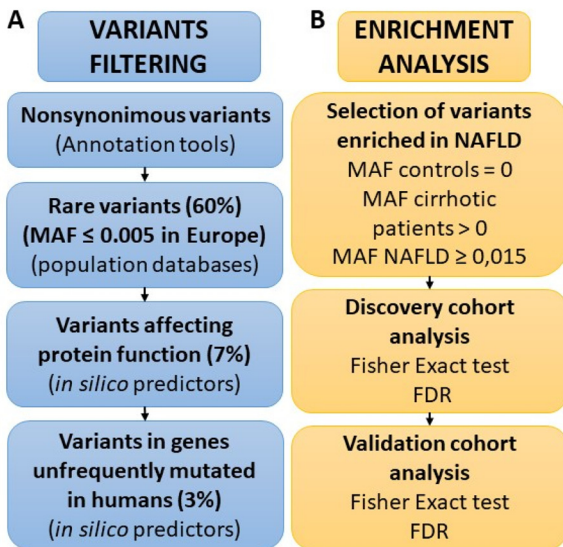 A
VARIANTS
FILTERING
Nonsynonimous variants
(Annotation tools)
Rare variants (60%)
(MAF ≤ 0.005 in Europe)
(population databases)
Variants affecting
protein function (7%)
(in silico predictors)
Variants in genes
unfrequently mutated
in humans (3%)
(in silico predictors)
B
ENRICHMENT
ANALYSIS
Selection of variants
enriched in NAFLD
MAF controls = 0
MAF cirrhotic
patients > 0
MAF NAFLD ≥ 0,015
Discovery cohort
analysis
Fisher Exact test
FDR
Validation cohort
analysis
Fisher Exact test
FDR